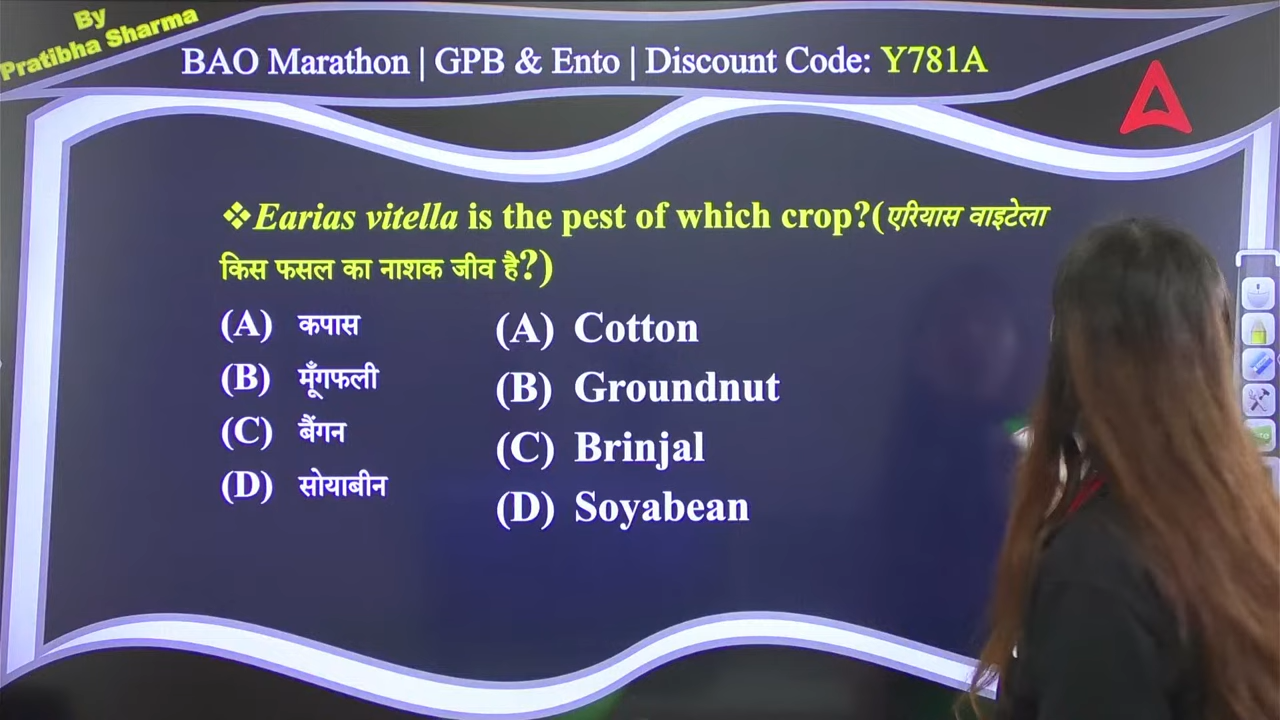 By
Pratibha Sharma
BAO Marathon | GPB & Ento | Discount Code: Y781A
❖Earias vitella is the pest of which crop?(एरियास वाइटेला
किस फसल का नाशक जीव है?)
(A) कपास
(B) मूँगफली
(C) बैंगन
(D) सोयाबीन
(A) Cotton
(B) Groundnut
(C) Brinjal
(D) Soyabean